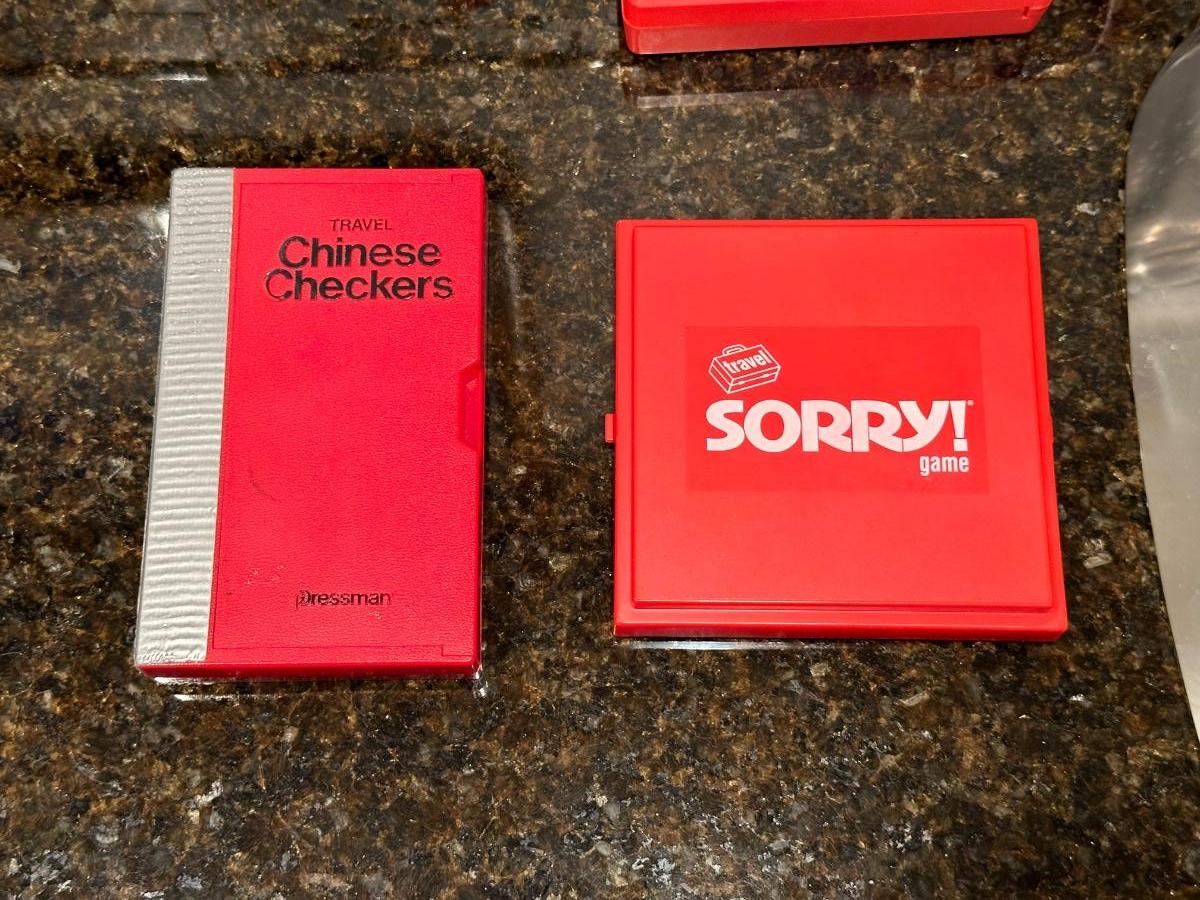 TRAVEL
Chinese
Checkers
Pressman
travel
SORRY!®
game